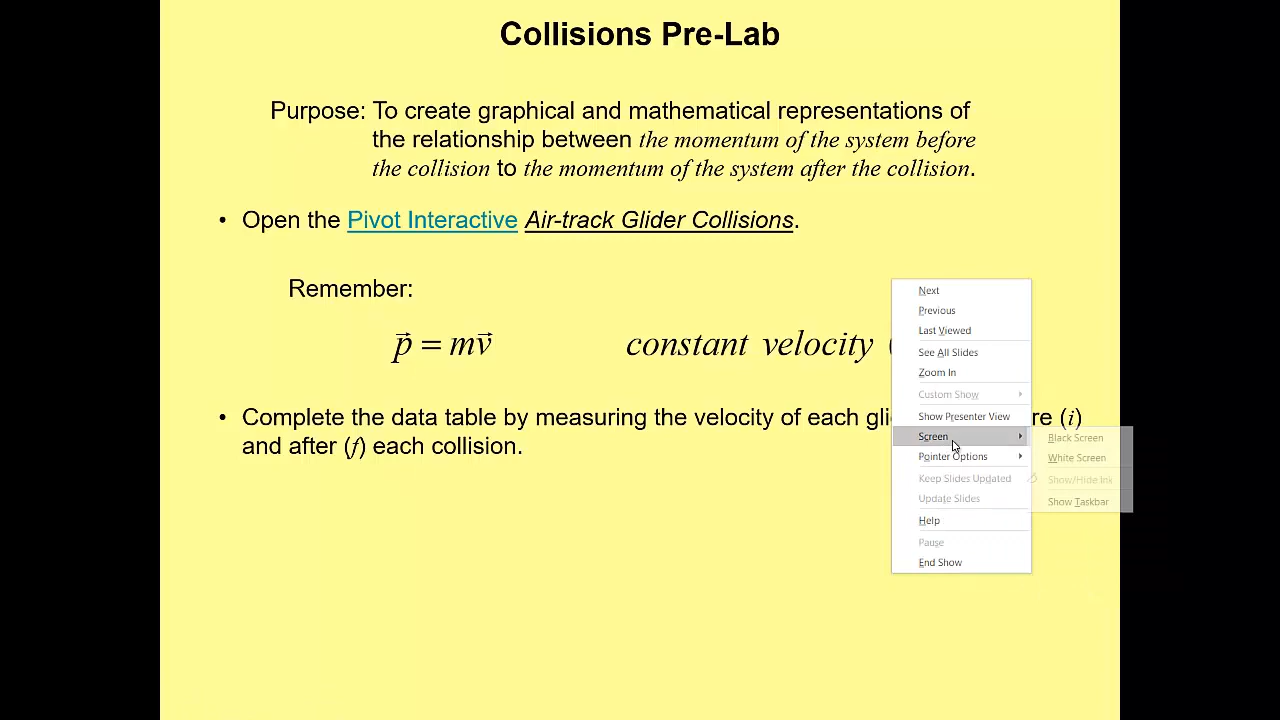 Collisions Pre-Lab
Purpose: To create graphical and mathematical representations of
the relationship between the momentum of the system before
the collision to the momentum of the system after the collision.
• Open the Pivot Interactive Air-track Glider Collisions.
Remember:
p⃗ = mv⃗ constant velocity (
• Complete the data table by measuring the velocity of each re (i)
and after (f) each collision.
Next
Previous
Last Viewed
See All Slides
Zoom In
Custom Show
Show Presenter View
Screen
Pointer Options
Keep Slides Updated
Update Slides
Help
Pause
End Show
Black Screen
White Screen
Show/Hide Ink
Show Taskbar